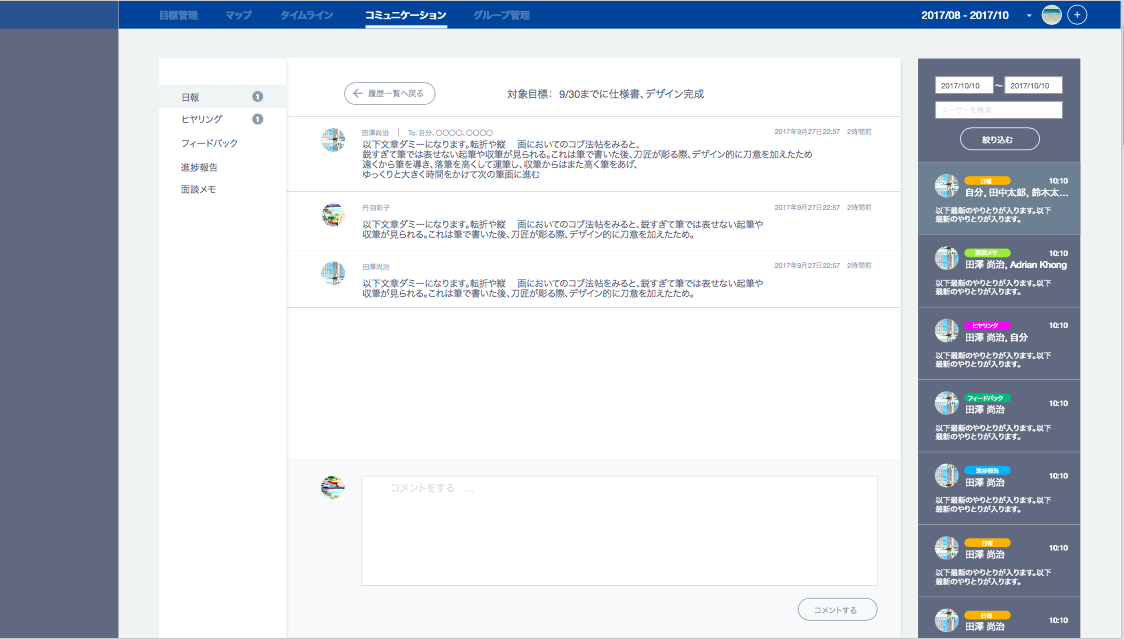 目標管理
マップ
タイムライン
コミュニケーション
グループ管理
2017/08 - 2017/10
日報 1
ヒヤリング 1
フィードバック
進捗報告
面談メモ
履歴一覧へ戻る
対象目標： 9/30までに仕様書、デザイン完成
田澤尚治 | To: 自分、〇〇〇〇、〇〇〇〇
2017年9月27日22:57 2時間前
以下文章ダミーになります。転折や縦 画においてのコブ法帖をみると、
鋭すぎて筆では表せない起筆や収筆が見られる。これは筆で書いた後、刀匠が彫る際、デザイン的に刀意を加えたため
遠くから筆を導き、落筆を高くして運筆し、収筆からはまた高く筆をあげ、
ゆっくりと大きく時間をかけて次の筆画に進む
丹羽彩子
2017年9月27日22:57 2時間前
以下文章ダミーになります。転折や縦 画においてのコブ法帖をみると、鋭すぎて筆では表せない起筆や
収筆が見られる。これは筆で書いた後、刀匠が彫る際、デザイン的に刀意を加えたため。
田澤尚治
2017年9月27日22:57 2時間前
以下文章ダミーになります。転折や縦 画においてのコブ法帖をみると、鋭すぎて筆では表せない起筆や
収筆が見られる。これは筆で書いた後、刀匠が彫る際、デザイン的に刀意を加えたため。
コメントをする …
コメントする
2017/10/10 〜 2017/10/10
ユーザーを検索
絞り込む
日報 10:10
自分, 田中太郎, 鈴木太...
以下最新のやりとりが入ります。以下
最新のやりとりが入ります。
面談メモ 10:10
田澤 尚治, Adrian Khong
以下最新のやりとりが入ります。以下
最新のやりとりが入ります。
ヒヤリング 10:10
田澤 尚治, 自分
以下最新のやりとりが入ります。以下
最新のやりとりが入ります。
フィードバック 10:10
田澤 尚治
以下最新のやりとりが入ります。以下
最新のやりとりが入ります。
進捗報告 10:10
田澤 尚治
以下最新のやりとりが入ります。以下
最新のやりとりが入ります。
日報 10:10
田澤 尚治
以下最新のやりとりが入ります。以下
最新のやりとりが入ります。
日報 10:10
田澤 尚治